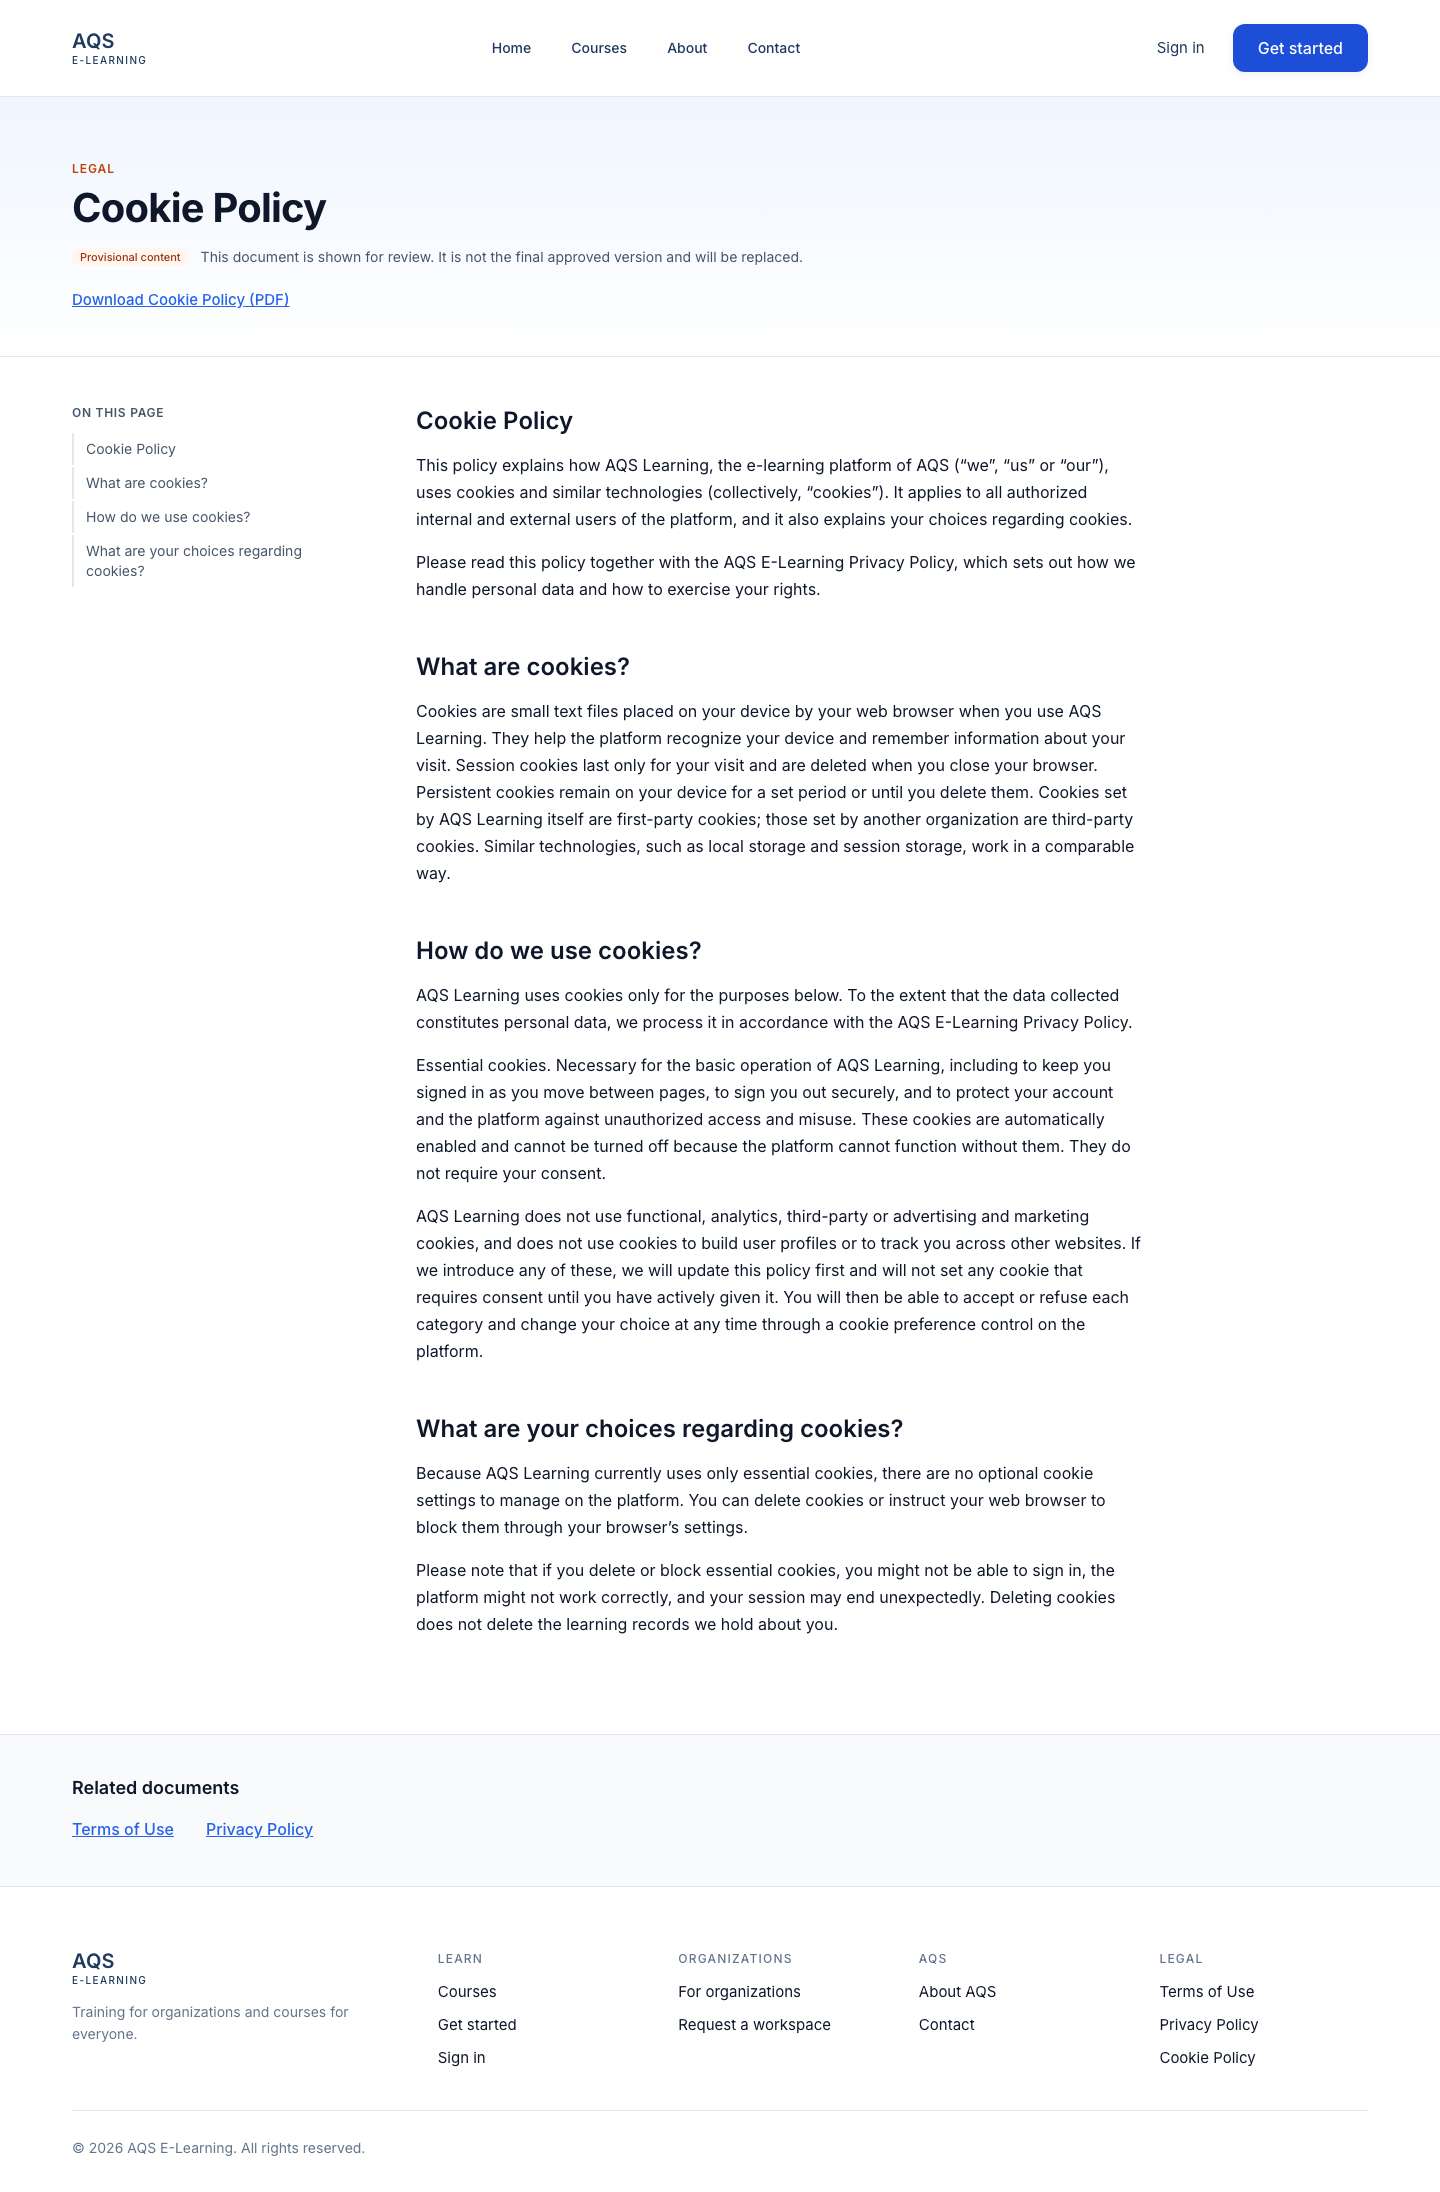 AQS
E-LEARNING
Home
Courses
About
Contact
Sign in
Get started
LEGAL
Cookie Policy
Provisional content
This document is shown for review. It is not the final approved version and will be replaced.
Download Cookie Policy (PDF)
ON THIS PAGE
Cookie Policy
What are cookies?
How do we use cookies?
What are your choices regarding
cookies?
Cookie Policy
This policy explains how AQS Learning, the e-learning platform of AQS (“we”, “us” or “our”),
uses cookies and similar technologies (collectively, “cookies”). It applies to all authorized
internal and external users of the platform, and it also explains your choices regarding cookies.
Please read this policy together with the AQS E-Learning Privacy Policy, which sets out how we
handle personal data and how to exercise your rights.
What are cookies?
Cookies are small text files placed on your device by your web browser when you use AQS
Learning. They help the platform recognize your device and remember information about your
visit. Session cookies last only for your visit and are deleted when you close your browser.
Persistent cookies remain on your device for a set period or until you delete them. Cookies set
by AQS Learning itself are first-party cookies; those set by another organization are third-party
cookies. Similar technologies, such as local storage and session storage, work in a comparable
way.
How do we use cookies?
AQS Learning uses cookies only for the purposes below. To the extent that the data collected
constitutes personal data, we process it in accordance with the AQS E-Learning Privacy Policy.
Essential cookies. Necessary for the basic operation of AQS Learning, including to keep you
signed in as you move between pages, to sign you out securely, and to protect your account
and the platform against unauthorized access and misuse. These cookies are automatically
enabled and cannot be turned off because the platform cannot function without them. They do
not require your consent.
AQS Learning does not use functional, analytics, third-party or advertising and marketing
cookies, and does not use cookies to build user profiles or to track you across other websites. If
we introduce any of these, we will update this policy first and will not set any cookie that
requires consent until you have actively given it. You will then be able to accept or refuse each
category and change your choice at any time through a cookie preference control on the
platform.
What are your choices regarding cookies?
Because AQS Learning currently uses only essential cookies, there are no optional cookie
settings to manage on the platform. You can delete cookies or instruct your web browser to
block them through your browser’s settings.
Please note that if you delete or block essential cookies, you might not be able to sign in, the
platform might not work correctly, and your session may end unexpectedly. Deleting cookies
does not delete the learning records we hold about you.
Related documents
Terms of Use
Privacy Policy
AQS
E-LEARNING
Training for organizations and courses for
everyone.
LEARN
Courses
Get started
Sign in
ORGANIZATIONS
For organizations
Request a workspace
AQS
About AQS
Contact
LEGAL
Terms of Use
Privacy Policy
Cookie Policy
© 2026 AQS E-Learning. All rights reserved.